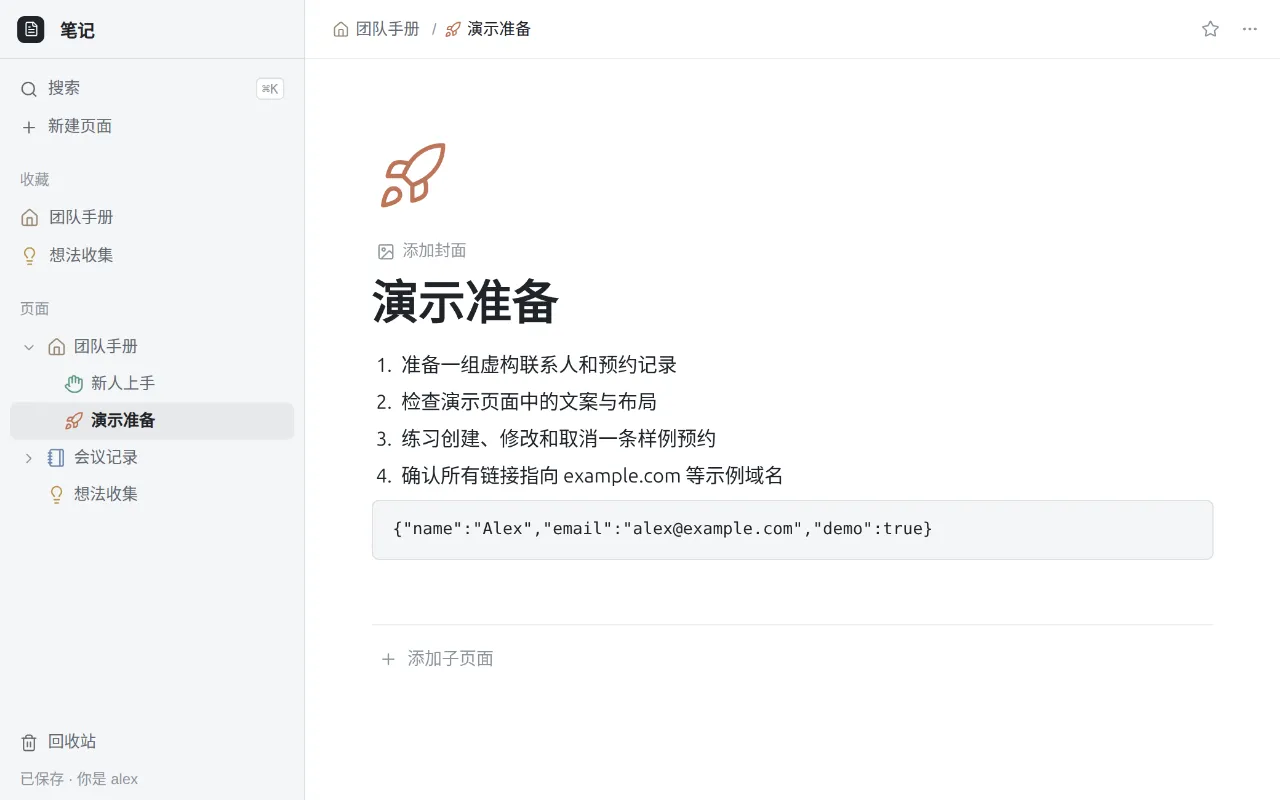 笔记
搜索
⌘K
新建页面
收藏
团队手册
想法收集
页面
团队手册
新人上手
演示准备
会议记录
想法收集
回收站
已保存 · 你是 alex
团队手册 / 演示准备
添加封面
演示准备
1. 准备一组虚构联系人和预约记录
2. 检查演示页面中的文案与布局
3. 练习创建、修改和取消一条样例预约
4. 确认所有链接指向 example.com 等示例域名
{"name":"Alex","email":"alex@example.com","demo":true}
添加子页面